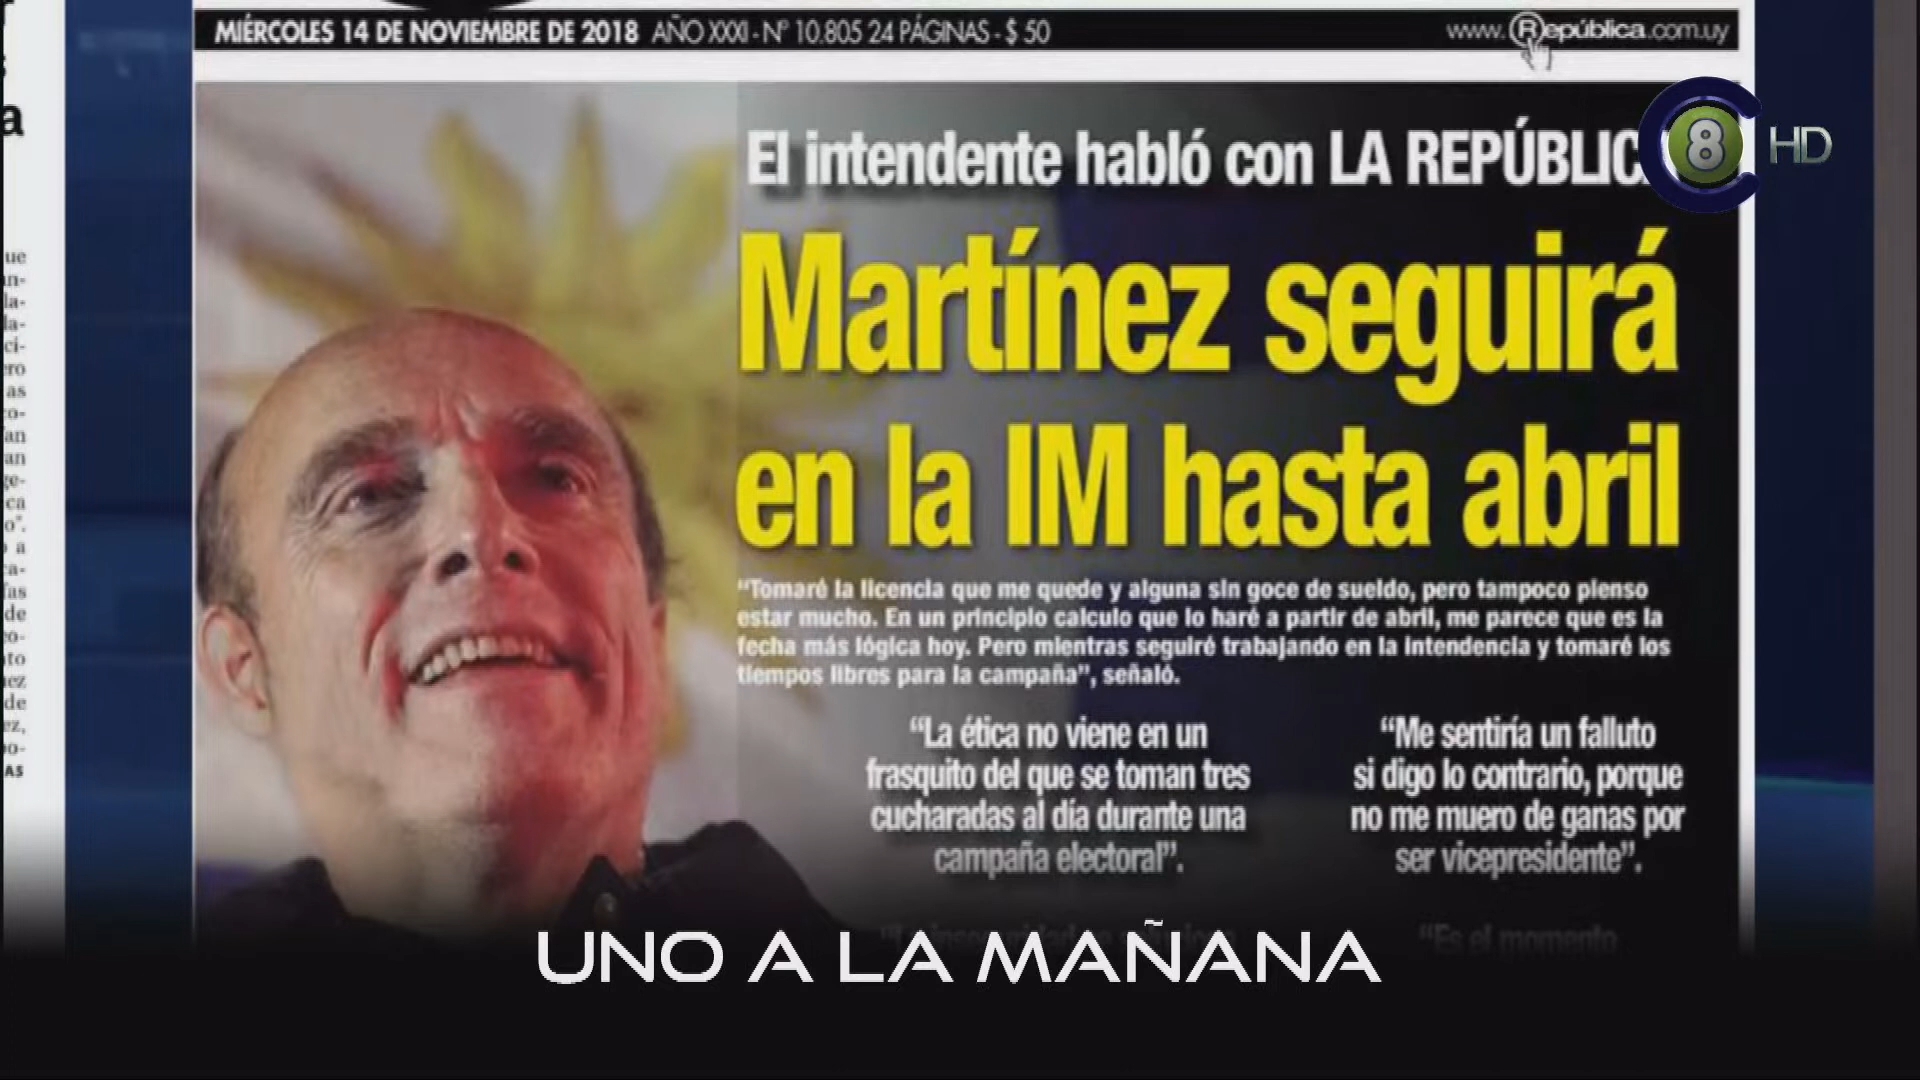 MIÉRCOLES 14 DE NOVIEMBRE DE 2018 AÑO XXXI - Nº 10.805 24 PÁGINAS - $ 50
www.República.com.uy
8 HD
El intendente habló con LA REPÚBLIC
Martínez seguirá
en la IM hasta abril
"Tomaré la licencia que me quede y alguna sin goce de sueldo, pero tampoco pienso
estar mucho. En un principio calculo que lo haré a partir de abril, me parece que es la
fecha más lógica hoy. Pero mientras seguiré trabajando en la intendencia y tomaré los
tiempos libres para la campaña", señaló.
"La ética no viene en un
frasquito del que se toman tres
cucharadas al día durante una
campaña electoral".
"Me sentiría un falluto
si digo lo contrario, porque
no me muero de ganas por
ser vicepresidente".
"Es el momento
UNO A LA MAÑANA